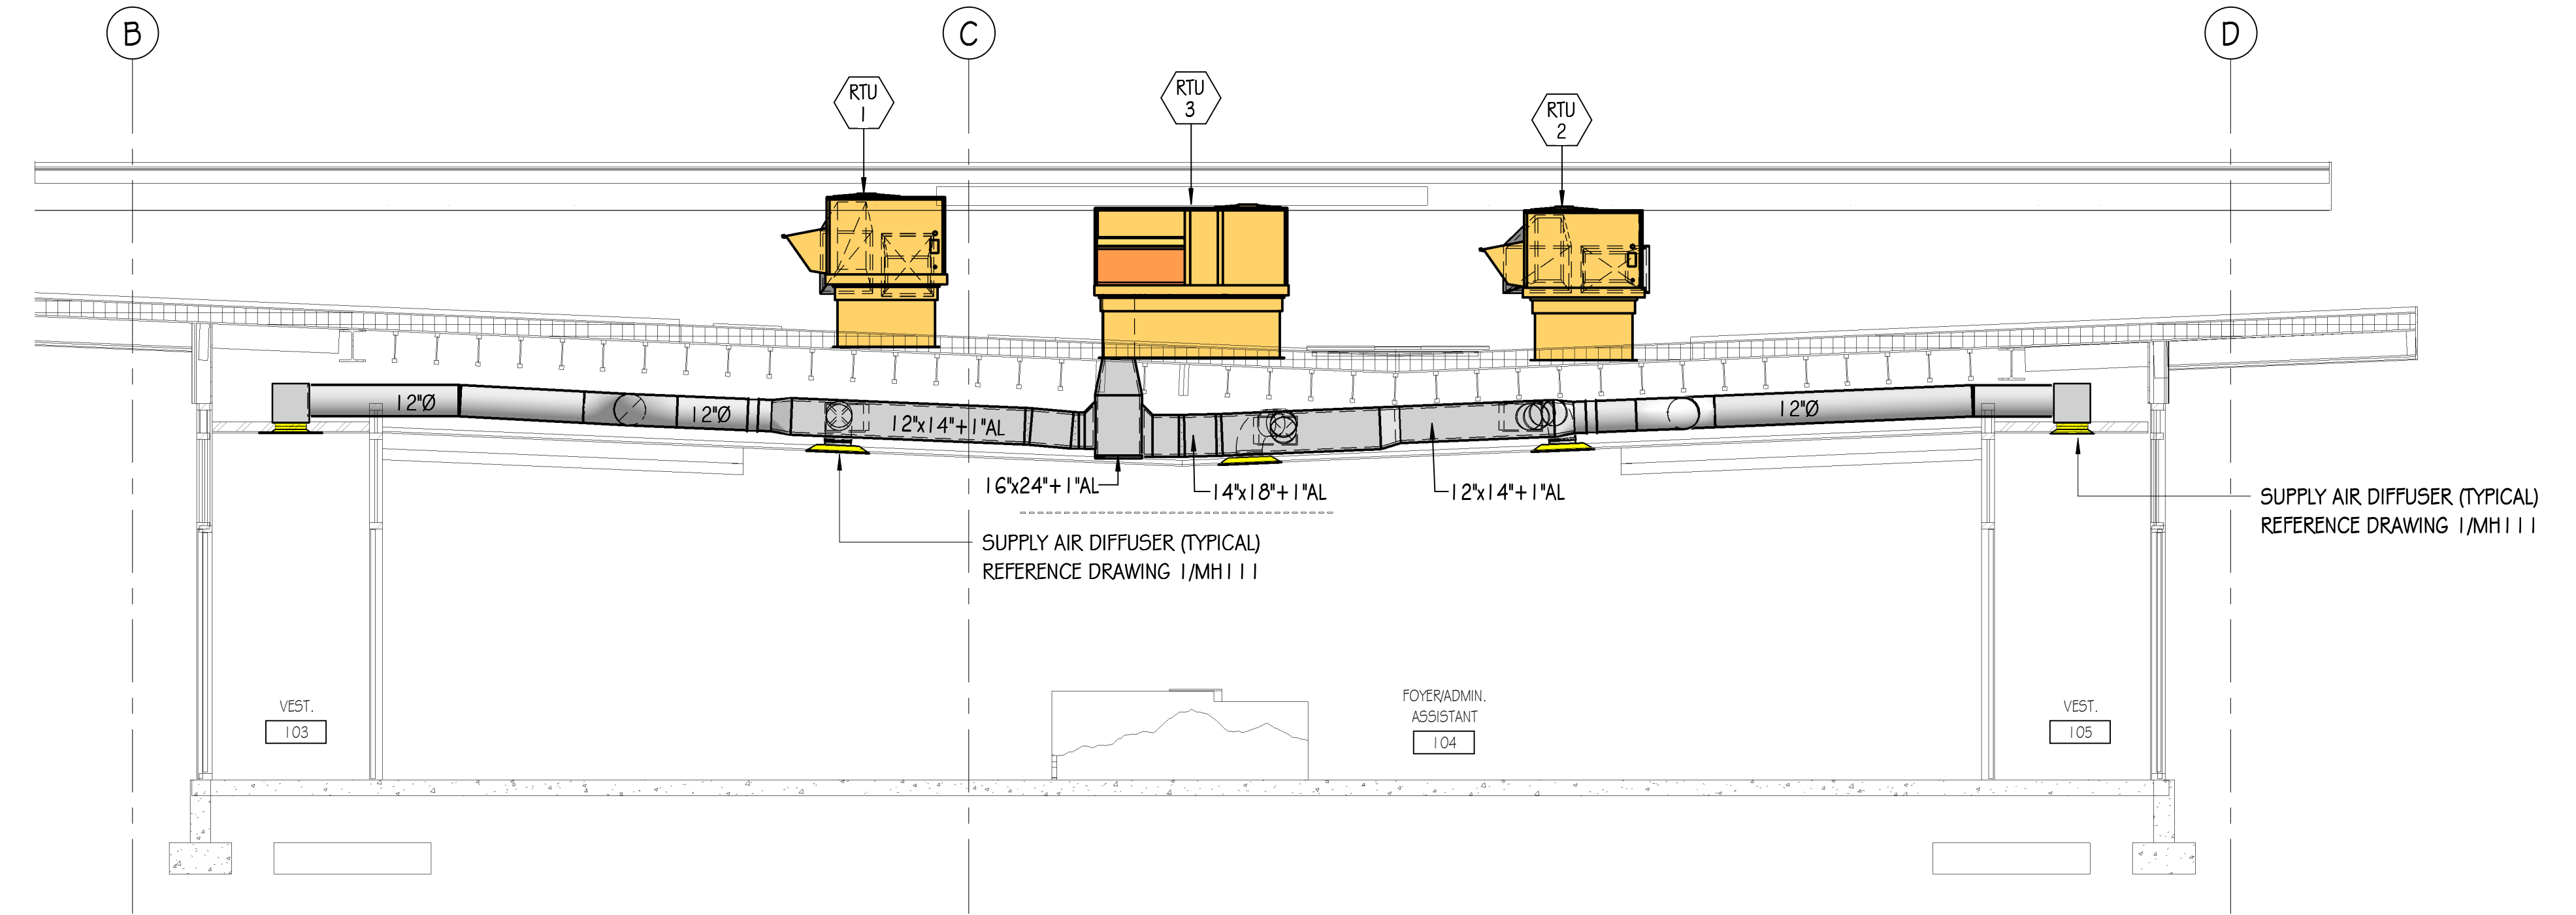 B
C
D
RTU
1
RTU
3
RTU
2
12"Ø
12"Ø
12"x14"+1"AL
12"Ø
16"x24"+1"AL
14"x18"+1"AL
12"x14"+1"AL
SUPPLY AIR DIFFUSER (TYPICAL)
REFERENCE DRAWING 1/MH111
SUPPLY AIR DIFFUSER (TYPICAL)
REFERENCE DRAWING 1/MH111
VEST.
103
FOYER/ADMIN.
ASSISTANT
104
VEST.
105